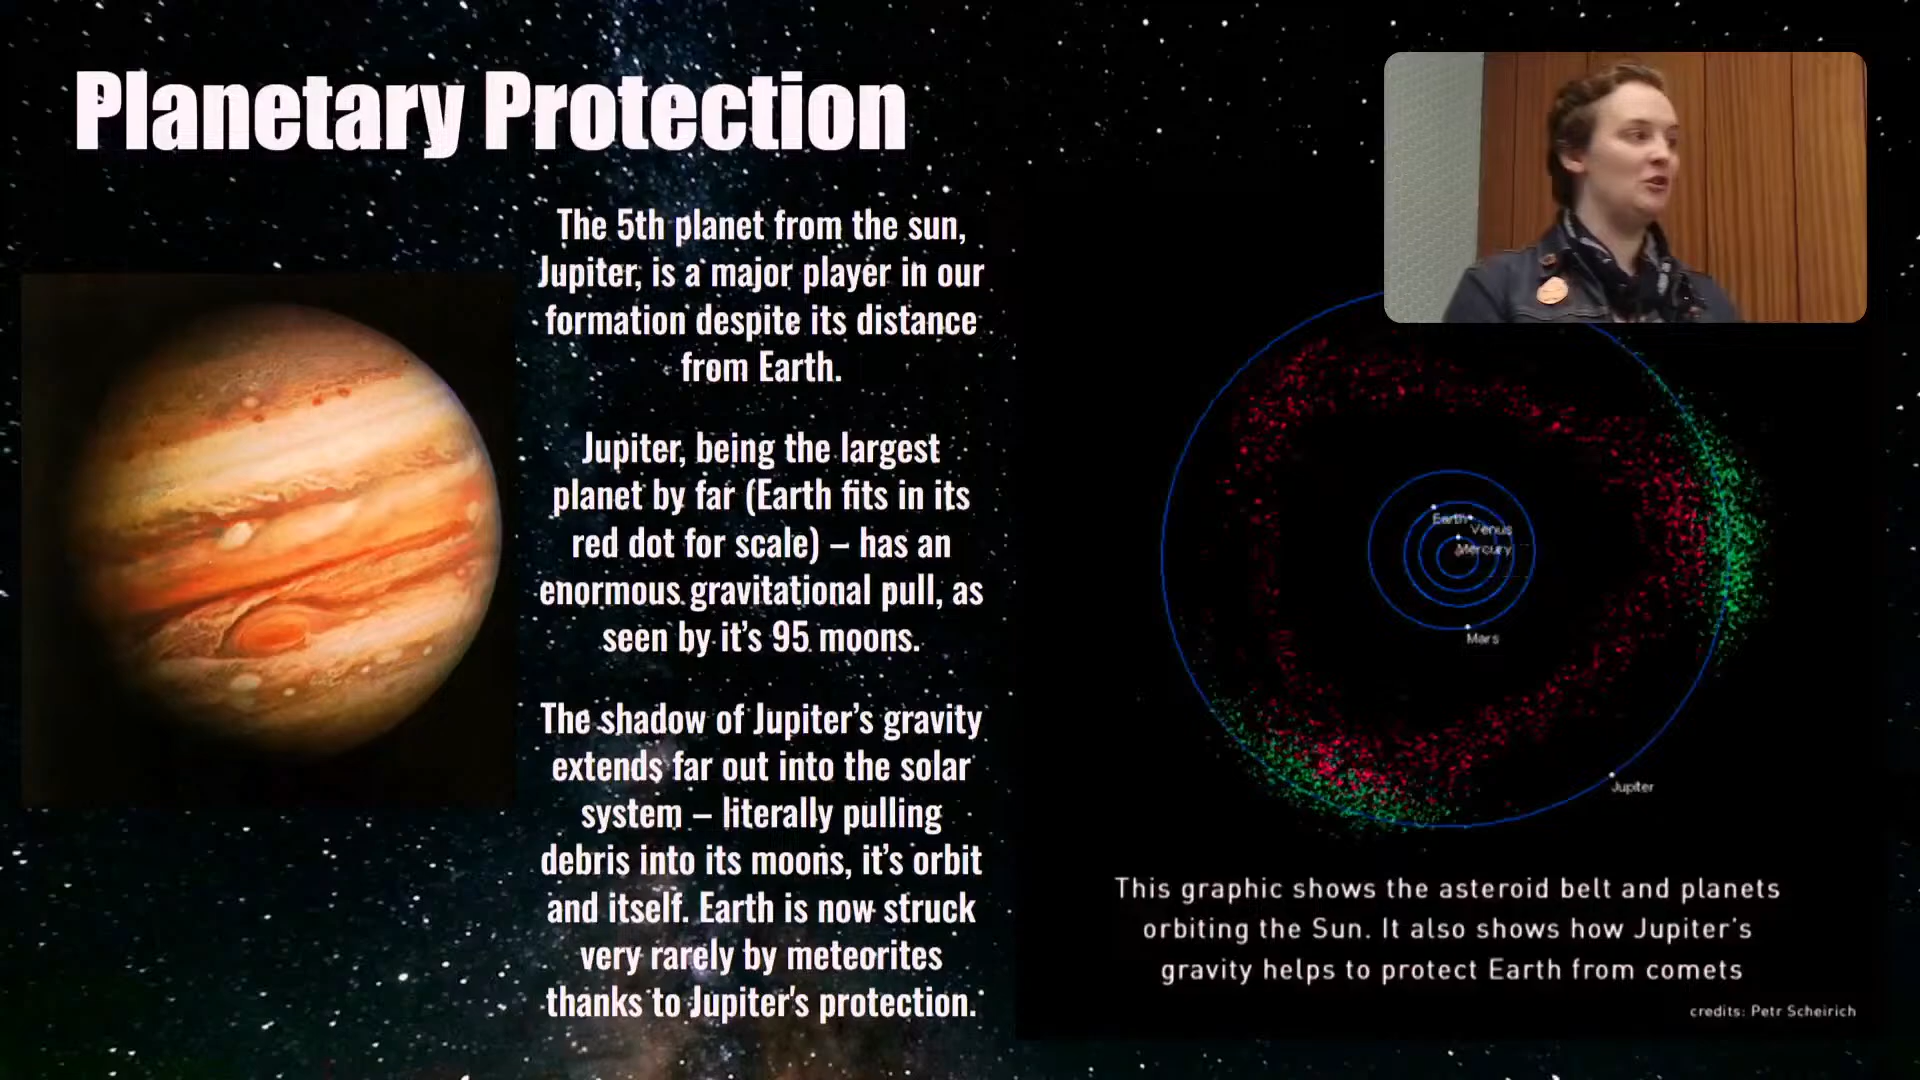 Planetary Protection
The 5th planet from the sun,
Jupiter, is a major player in our
formation despite its distance
from Earth.
Jupiter, being the largest
planet by far (Earth fits in its
red dot for scale) – has an
enormous gravitational pull, as
seen by it’s 95 moons.
The shadow of Jupiter’s gravity
extends far out into the solar
system – literally pulling
debris into its moons, it’s orbit
and itself. Earth is now struck
very rarely by meteorites
thanks to Jupiter's protection.
Earth
Venus
Mercury
Mars
Jupiter
This graphic shows the asteroid belt and planets
orbiting the Sun. It also shows how Jupiter's
gravity helps to protect Earth from comets
credits: Petr Scheirich